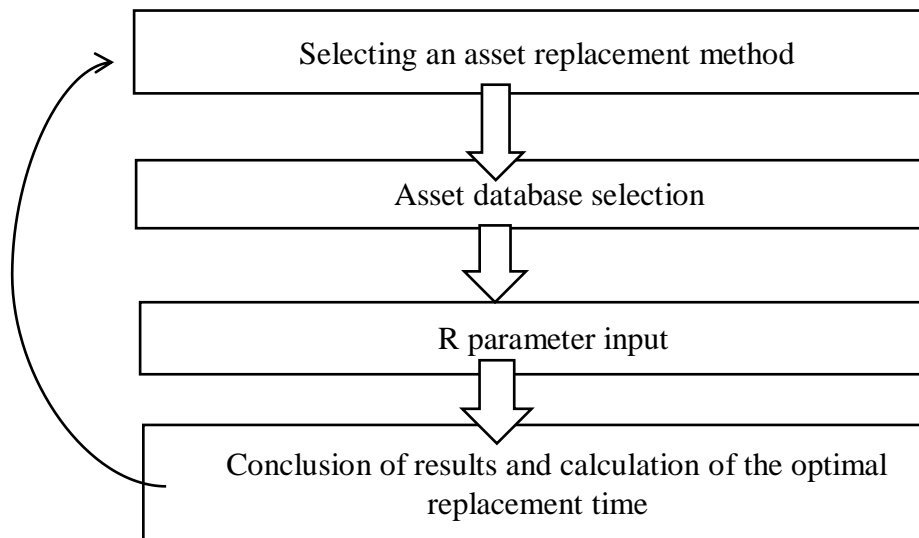 Selecting an asset replacement method
Asset database selection
R parameter input
Conclusion of results and calculation of the optimal
replacement time